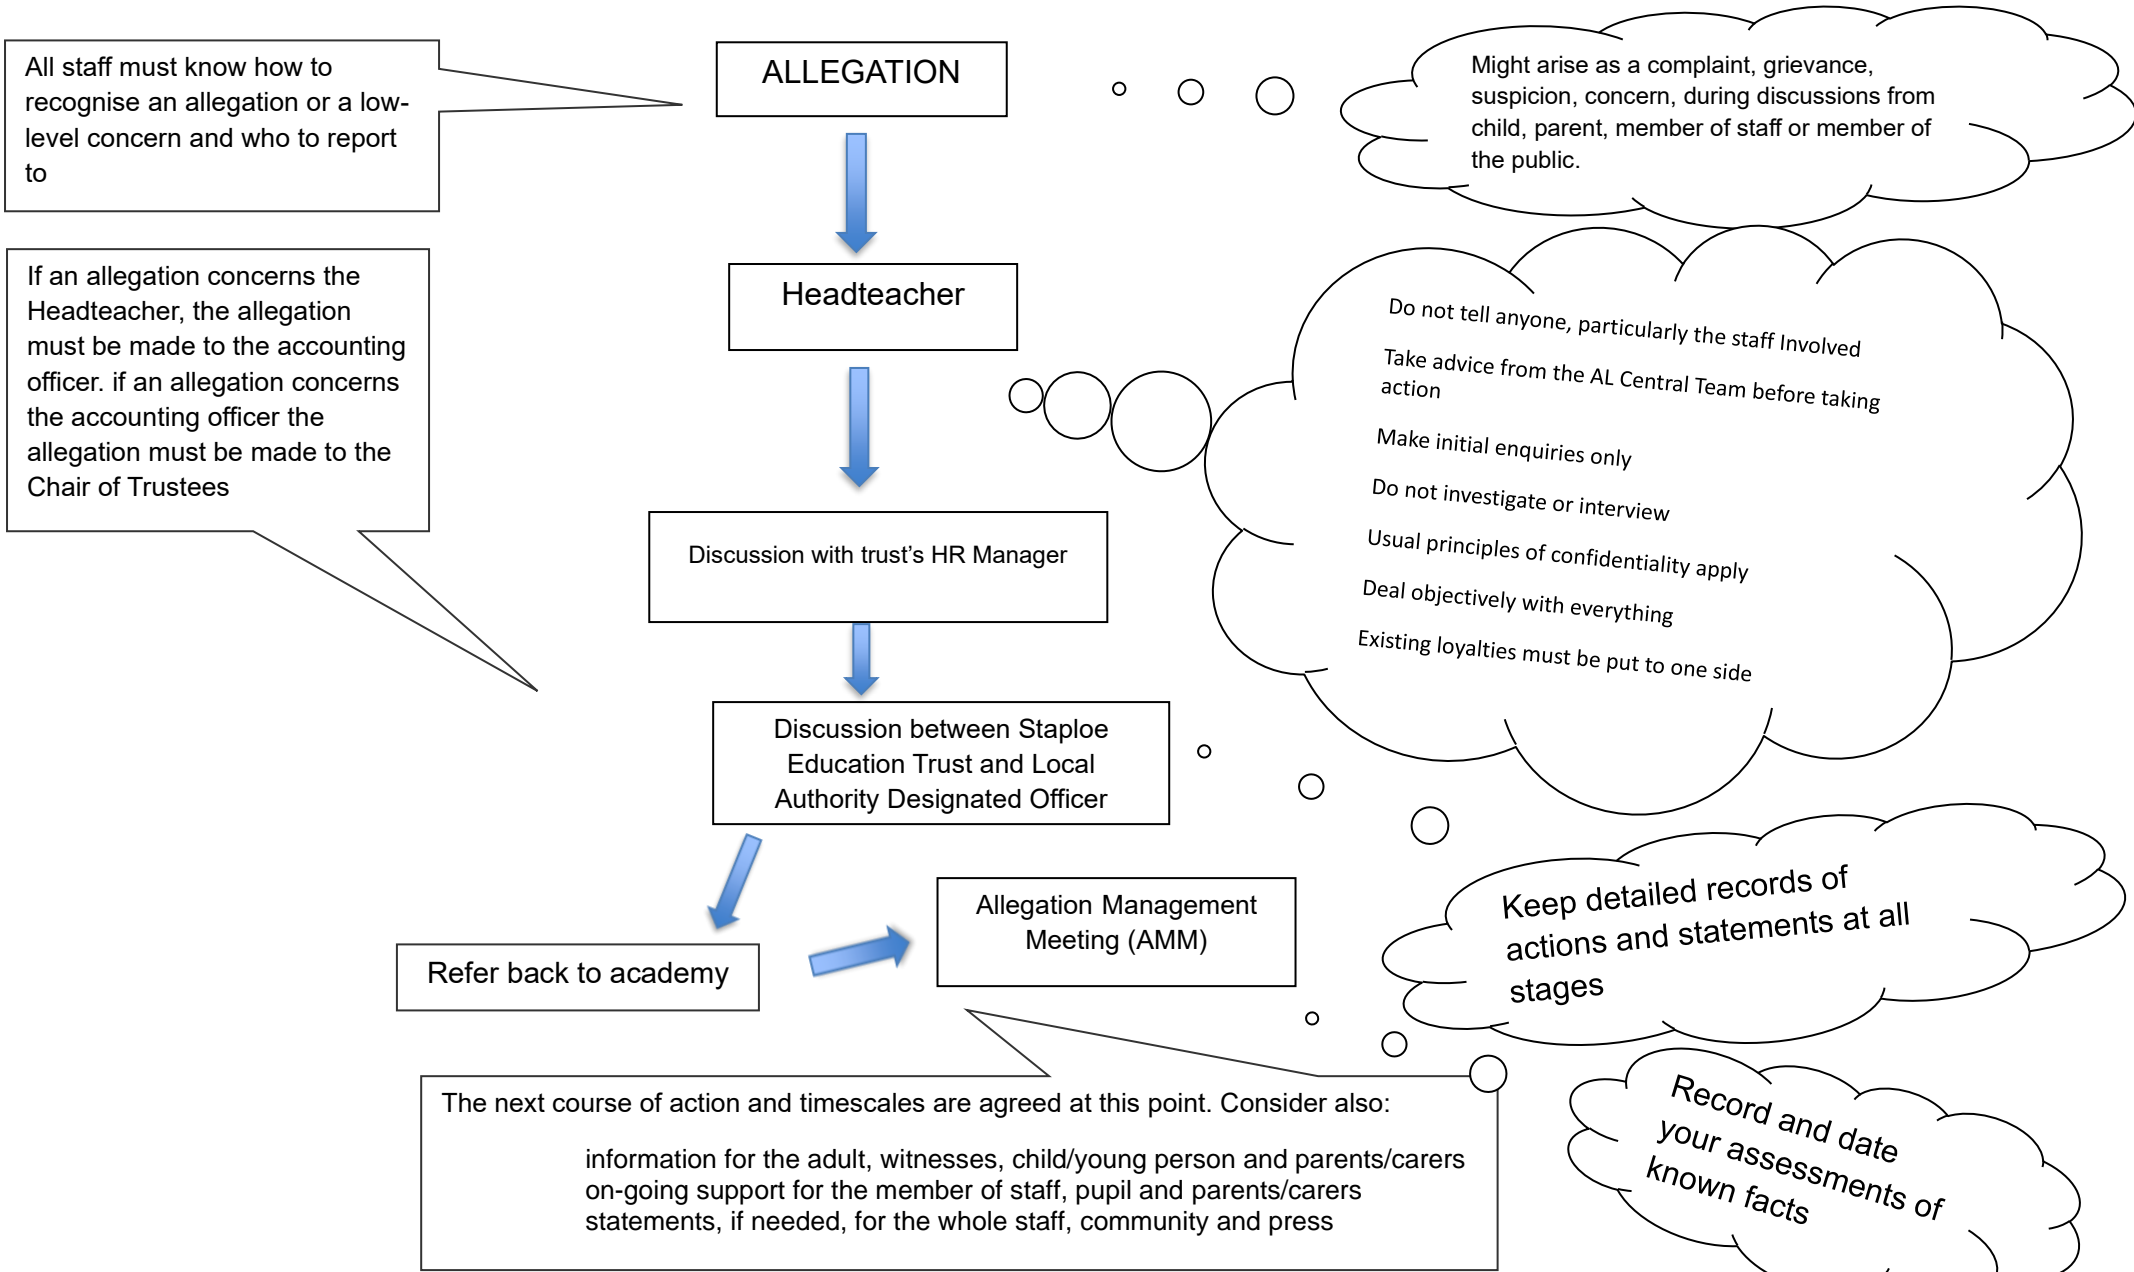 All staff must know how to
recognise an allegation or a low-
level concern and who to report
to
ALLEGATION
Might arise as a complaint, grievance,
suspicion, concern, during discussions from
child, parent, member of staff or member of
the public.
If an allegation concerns the
Headteacher, the allegation
must be made to the accounting
officer. if an allegation concerns
the accounting officer the
allegation must be made to the
Chair of Trustees
Headteacher
Do not tell anyone, particularly the staff Involved
Take advice from the AL Central Team before taking
action
Make initial enquiries only
Do not investigate or interview
Usual principles of confidentiality apply
Deal objectively with everything
Existing loyalties must be put to one side
Discussion with trust’s HR Manager
Discussion between Staploe
Education Trust and Local
Authority Designated Officer
Keep detailed records of
actions and statements at all
stages
Refer back to academy
Allegation Management
Meeting (AMM)
The next course of action and timescales are agreed at this point. Consider also:
information for the adult, witnesses, child/young person and parents/carers
on-going support for the member of staff, pupil and parents/carers
statements, if needed, for the whole staff, community and press
Record and date
your assessments of
known facts